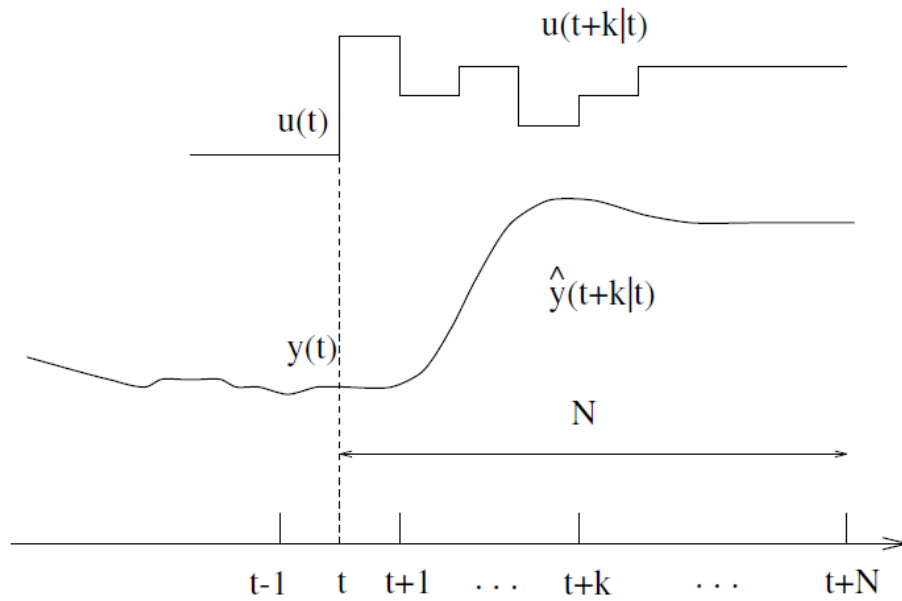 u(t+k|t)
u(t)
ŷ(t+k|t)
y(t)
N
t-1 t t+1 ... t+k ... t+N